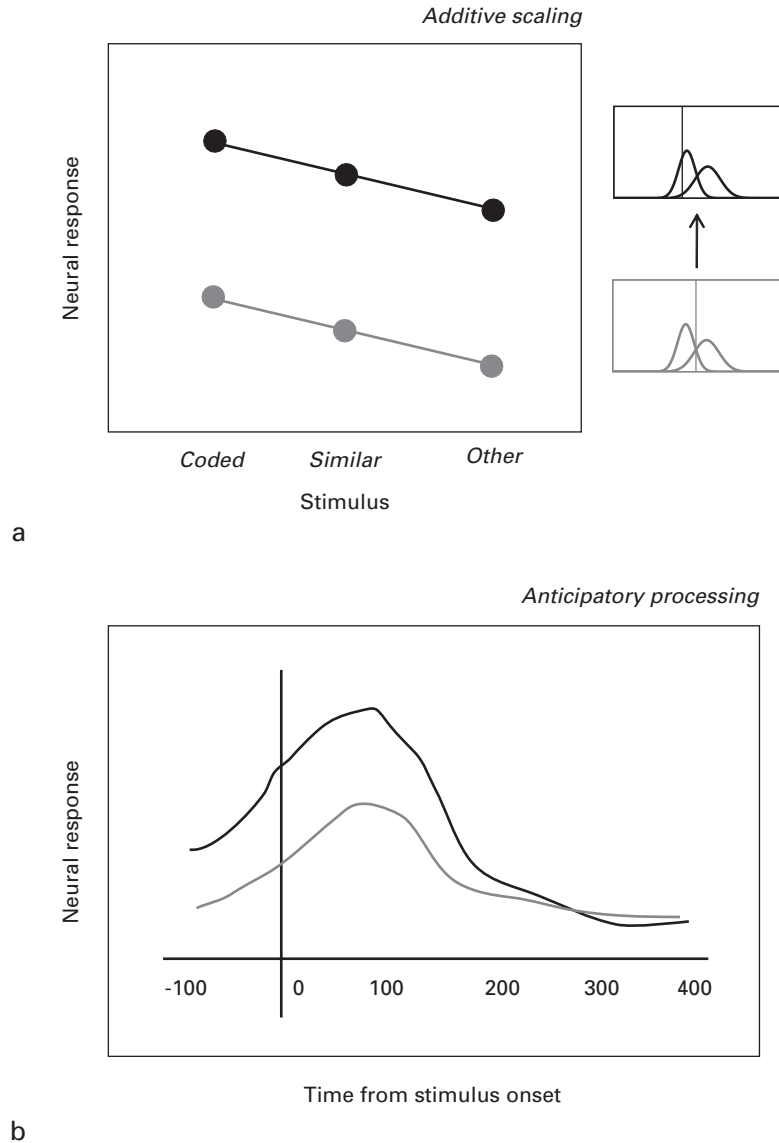 Additive scaling
Neural response
Coded Similar Other
Stimulus
a
Anticipatory processing
Neural response
-100 0 100 200 300 400
Time from stimulus onset
b